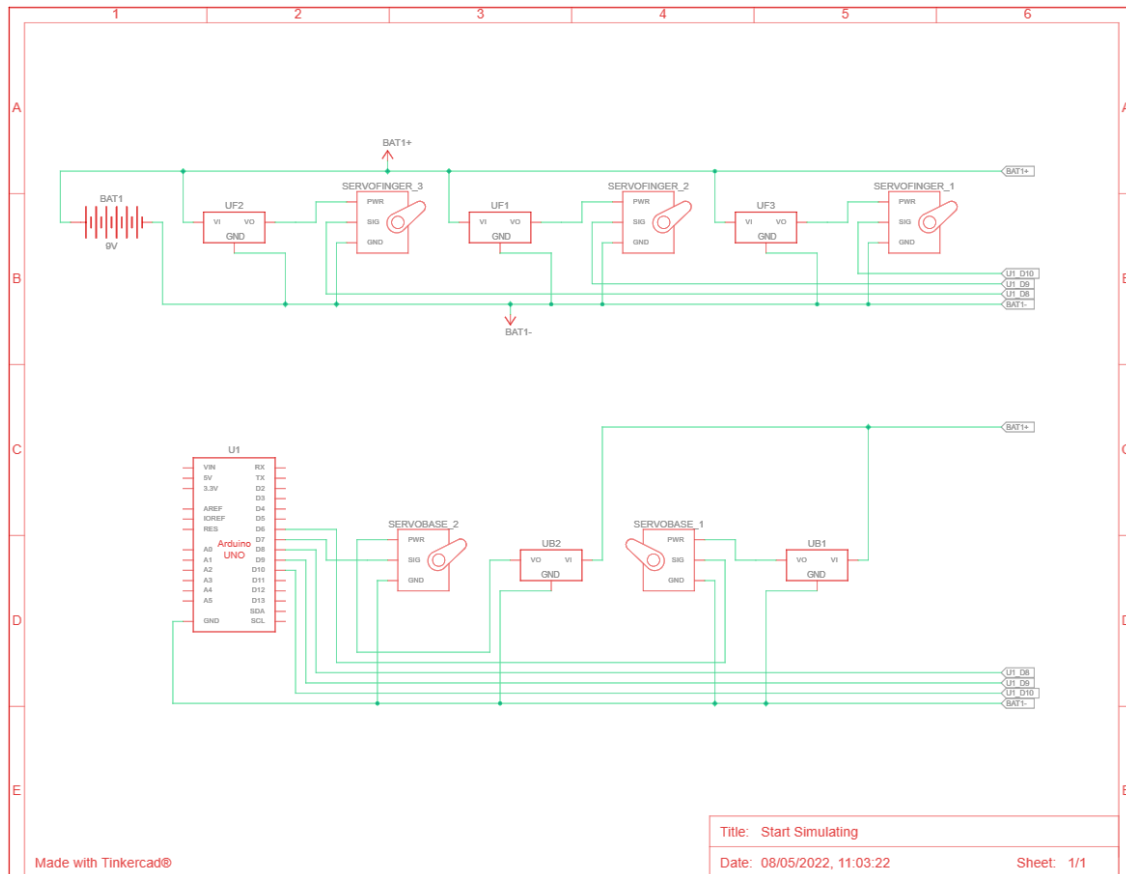 1 2 3 4 5 6
A A
BAT1+
BAT1+
SERVOFINGER_3 SERVOFINGER_2 SERVOFINGER_1
BAT1
9V
UF2
VI VO
GND
PWR
SIG
GND
UF1
VI VO
GND
PWR
SIG
GND
UF3
VI VO
GND
PWR
SIG
GND
B B
U1_D10
U1_D9
U1_D8
BAT1-
BAT1-
BAT1+
C C
U1
VIN RX
5V TX
3.3V D2
D3
AREF D4
IOREF D5
RES D6
D7
A0 D8
A1 D9
A2 D10
A3 D11
A4 D12
A5 D13
SDA
GND SCL
Arduino
UNO
SERVOBASE_2
PWR
SIG
GND
UB2
VO VI
GND
SERVOBASE_1
PWR
SIG
GND
UB1
VO VI
GND
D D
U1_D8
U1_D9
U1_D10
BAT1-
E E
Title: Start Simulating
Made with Tinkercad®
Date: 08/05/2022, 11:03:22 Sheet: 1/1